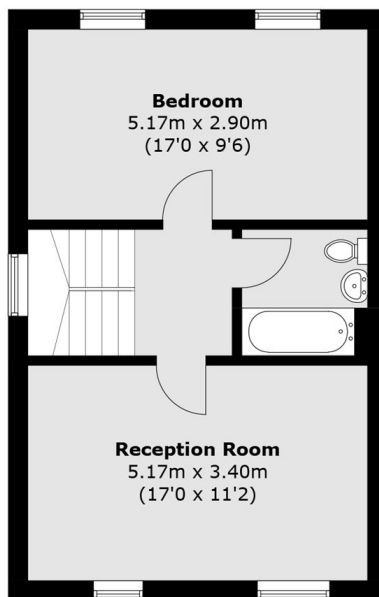 Bedroom
5.17m x 2.90m
(17'0 x 9'6)
Reception Room
5.17m x 3.40m
(17'0 x 11'2)